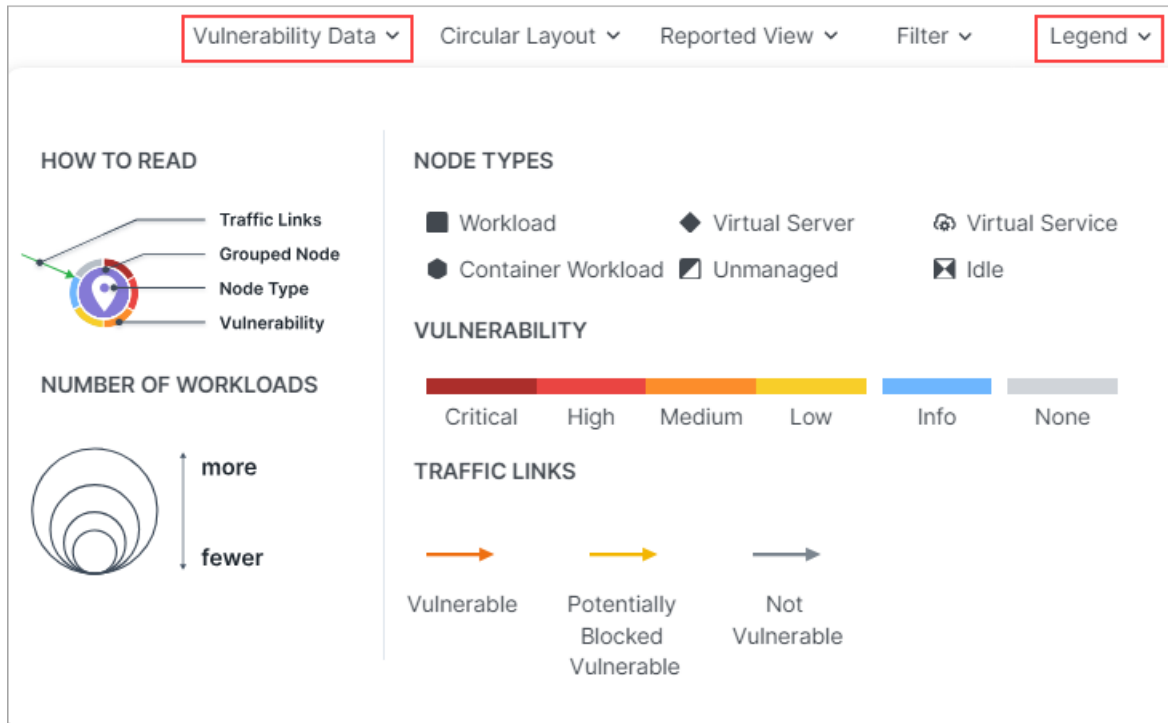 Vulnerability Data
Circular Layout
Reported View
Filter
Legend
HOW TO READ
Traffic Links
Grouped Node
Node Type
Vulnerability
NUMBER OF WORKLOADS
more
fewer
NODE TYPES
Workload
Virtual Server
Virtual Service
Container Workload
Unmanaged
Idle
VULNERABILITY
Critical
High
Medium
Low
Info
None
TRAFFIC LINKS
Vulnerable
Potentially
Blocked
Vulnerable
Not
Vulnerable